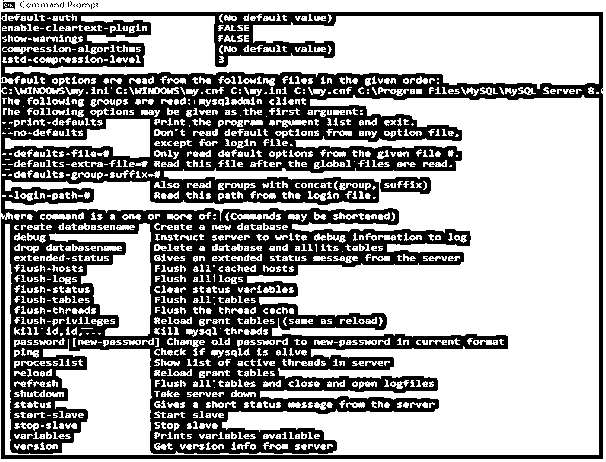 Command Prompt
default-auth (No default value)
enable-cleartext-plugin FALSE
show-warnings FALSE
compression-algorithms (No default value)
zstd-compression-level 3
Default options are read from the following files in the given order:
C:\WINDOWS\my.ini C:\WINDOWS\my.cnf C:\my.ini C:\my.cnf C:\Program Files\MySQL\MySQL Server 8.
The following groups are read: mysqladmin client
The following options may be given as the first argument:
--print-defaults Print the program argument list and exit.
--no-defaults Don't read default options from any option file,
except for login file.
--defaults-file=# Only read default options from the given file #.
--defaults-extra-file=# Read this file after the global files are read.
--defaults-group-suffix=#
Also read groups with concat(group, suffix)
--login-path=# Read this path from the login file.
Where command is a one or more of: (Commands may be shortened)
create databasename Create a new database
debug Instruct server to write debug information to log
drop databasename Delete a database and all its tables
extended-status Gives an extended status message from the server
flush-hosts Flush all cached hosts
flush-logs Flush all logs
flush-status Clear status variables
flush-tables Flush all tables
flush-threads Flush the thread cache
flush-privileges Reload grant tables (same as reload)
kill id,id,... Kill mysql threads
password [new-password] Change old password to new-password in current format
ping Check if mysqld is alive
processlist Show list of active threads in server
reload Reload grant tables
refresh Flush all tables and close and open logfiles
shutdown Take server down
status Gives a short status message from the server
start-slave Start slave
stop-slave Stop slave
variables Prints variables available
version Get version info from server